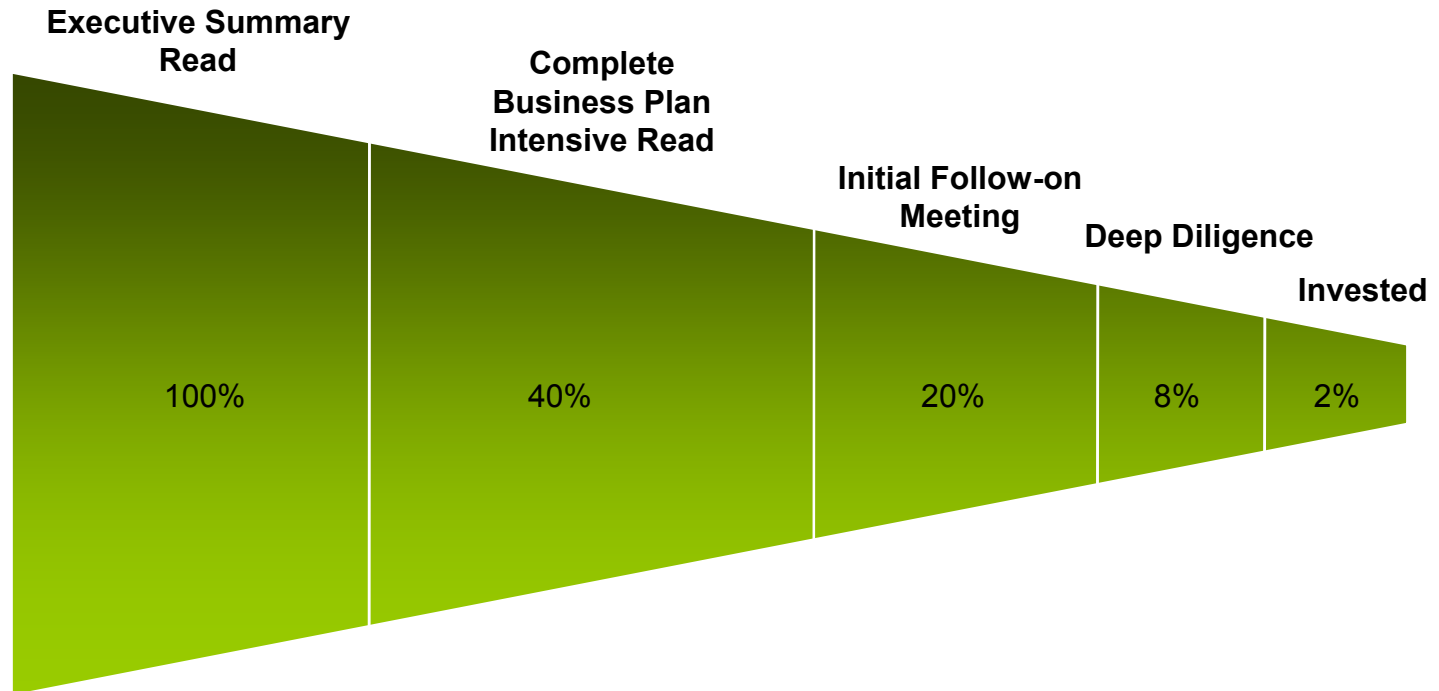 Executive Summary
Read
Complete
Business Plan
Intensive Read
Initial Follow-on
Meeting
Deep Diligence
Invested
100%
40%
20%
8%
2%